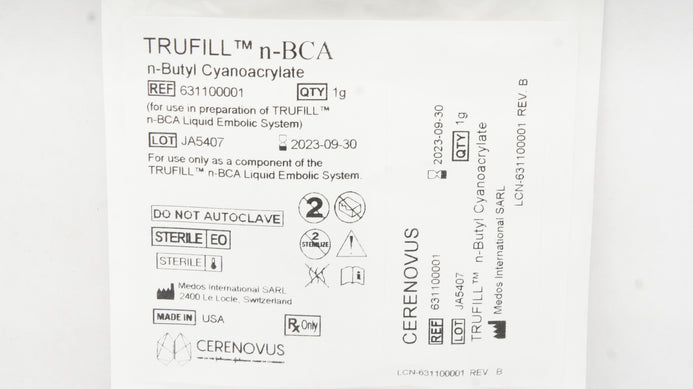 TRUFILL™ n-BCA
n-Butyl Cyanoacrylate
REF 631100001 QTY 1g
(for use in preparation of TRUFILL™
n-BCA Liquid Embolic System)
LOT JA5407 2023-09-30
For use only as a component of the
TRUFILL™ n-BCA Liquid Embolic System.
DO NOT AUTOCLAVE
2
STERILE EO
2
STERILIZE
STERILE
Medos International SARL
2400 Le Locle, Switzerland
MADE IN USA
Rx Only
CERENOVUS
CERENOVUS
REF 631100001
LOT JA5407
2023-09-30
QTY 1g
TRUFILL™ n-Butyl Cyanoacrylate
Medos International SARL
LCN-631100001 REV. B
LCN-631100001 REV B